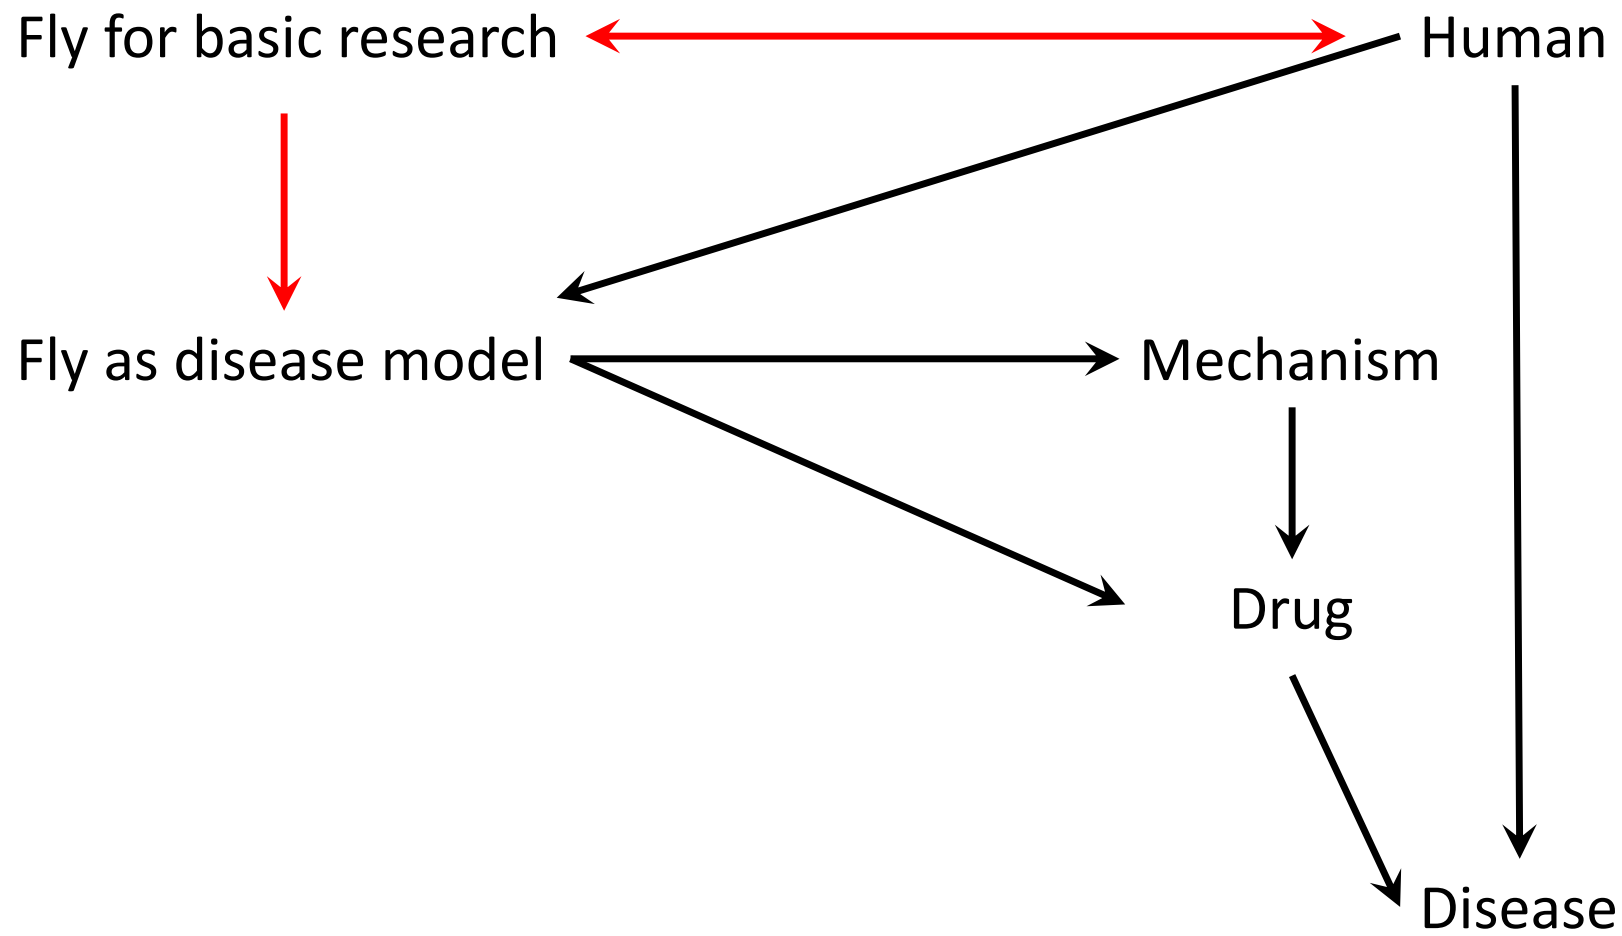 Fly for basic research
Human
Fly as disease model
Mechanism
Drug
Disease